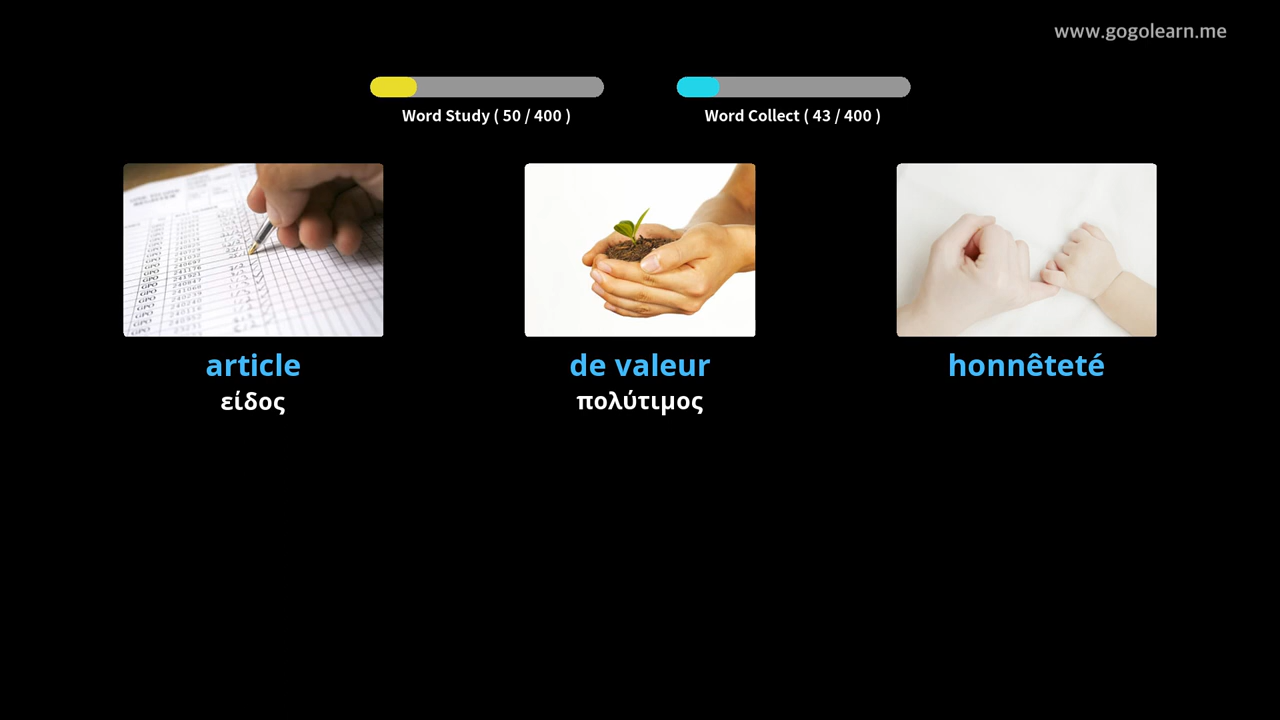 www.gogolearn.me
Word Study ( 50 / 400 )
Word Collect ( 43 / 400 )
article
είδος
de valeur
πολύτιμος
honnêteté